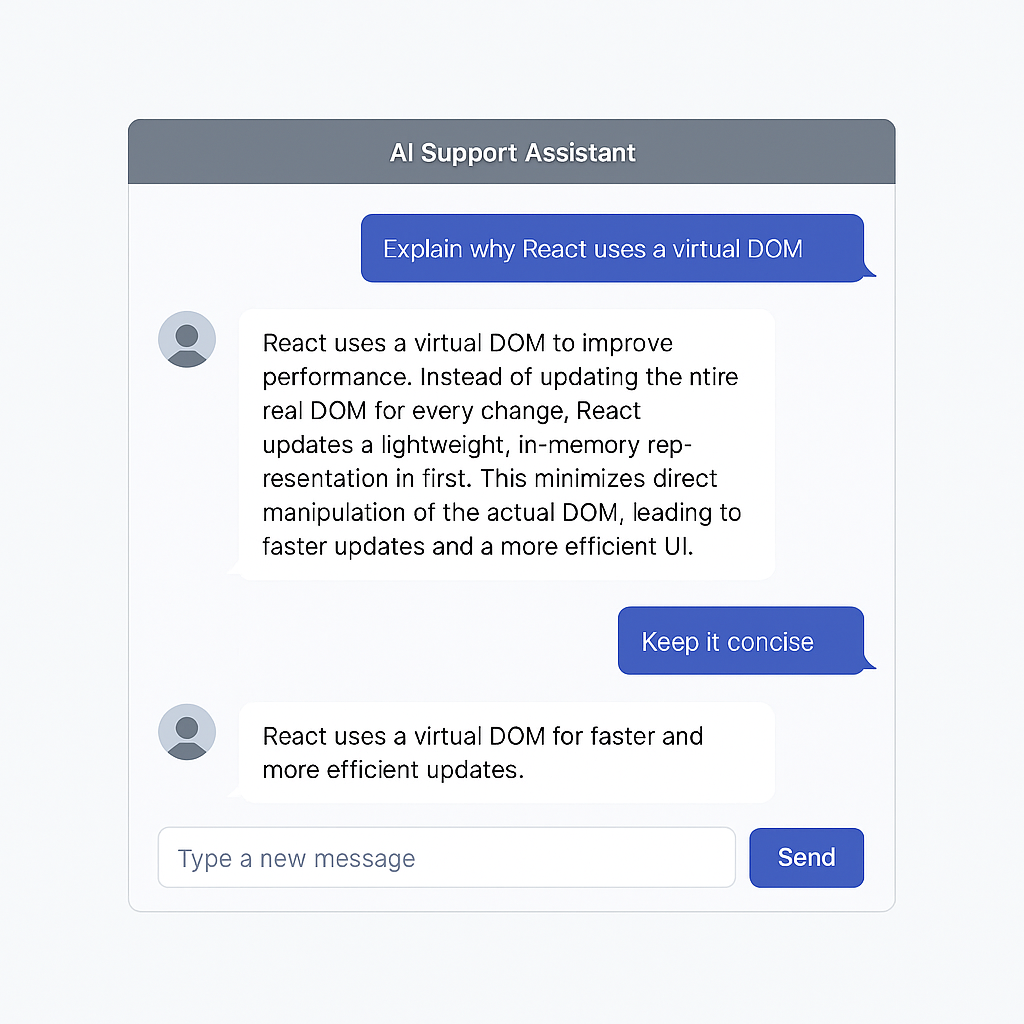 AI Support Assistant
Explain why React uses a virtual DOM
React uses a virtual DOM to improve
performance. Instead of updating the ntire
real DOM for every change, React
updates a lightweight, in-memory rep-
resentation in first. This minimizes direct
manipulation of the actual DOM, leading to
faster updates and a more efficient UI.
Keep it concise
React uses a virtual DOM for faster and
more efficient updates.
Type a new message
Send